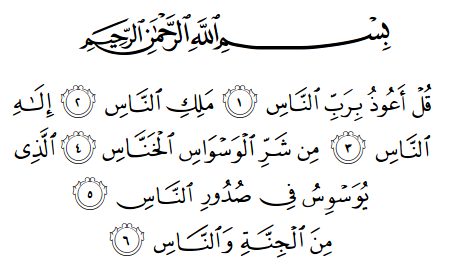 بِسْمِ اللَّهِ الرَّحْمَٰنِ الرَّحِيمِ
قُلْ أَعُوذُ بِرَبِّ النَّاسِ ١ مَلِكِ النَّاسِ ٢ إِلَـٰهِ
النَّاسِ ٣ مِن شَرِّ الْوَسْوَاسِ الْخَنَّاسِ ٤ الَّذِى
يُوَسْوِسُ فِى صُدُورِ النَّاسِ ٥
مِنَ الْجِنَّةِ وَالنَّاسِ ٦